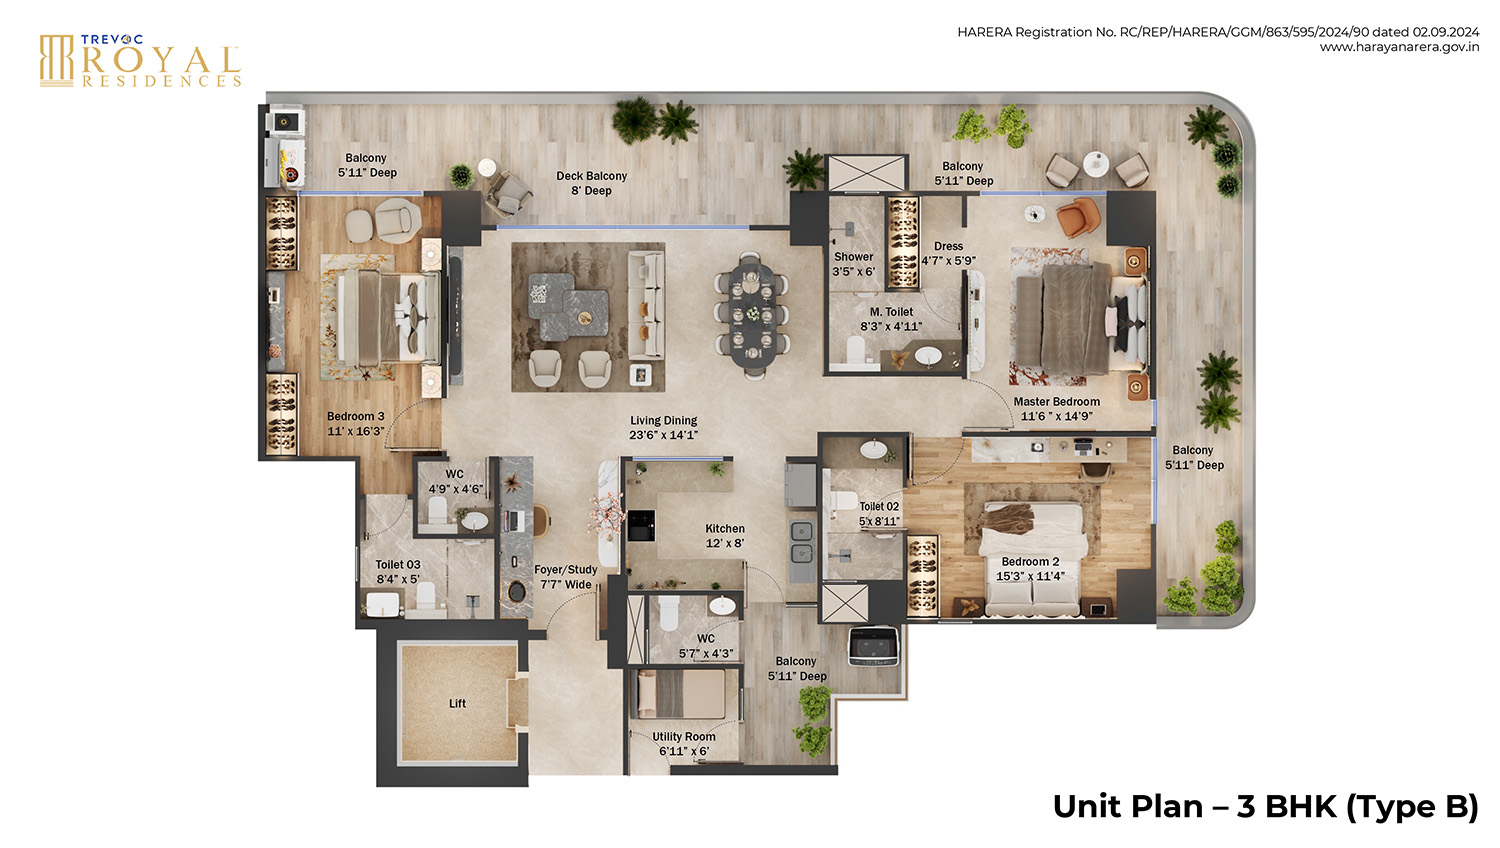 TREVOC
ROYAL
RESIDENCES
HARERA Registration No. RC/REP/HARERA/GGM/863/595/2024/90 dated 02.09.2024
www.harayanarera.gov.in
Balcony
5'11" Deep
Deck Balcony
8' Deep
Balcony
5'11" Deep
Shower
3'5" x 6'
Dress
4'7" x 5'9"
M. Toilet
8'3" x 4'11"
Bedroom 3
11' x 16'3"
Living Dining
23'6" x 14'1"
Master Bedroom
11'6 " x 14'9"
Balcony
5'11" Deep
WC
4'9" x 4'6"
Toilet 02
5'x 8'11"
Kitchen
12' x 8'
Toilet 03
8'4" x 5'
Foyer/Study
7'7" Wide
Bedroom 2
15'3" x 11'4"
WC
5'7" x 4'3"
Balcony
5'11" Deep
Lift
Utility Room
6'11" x 6'
Unit Plan – 3 BHK (Type B)